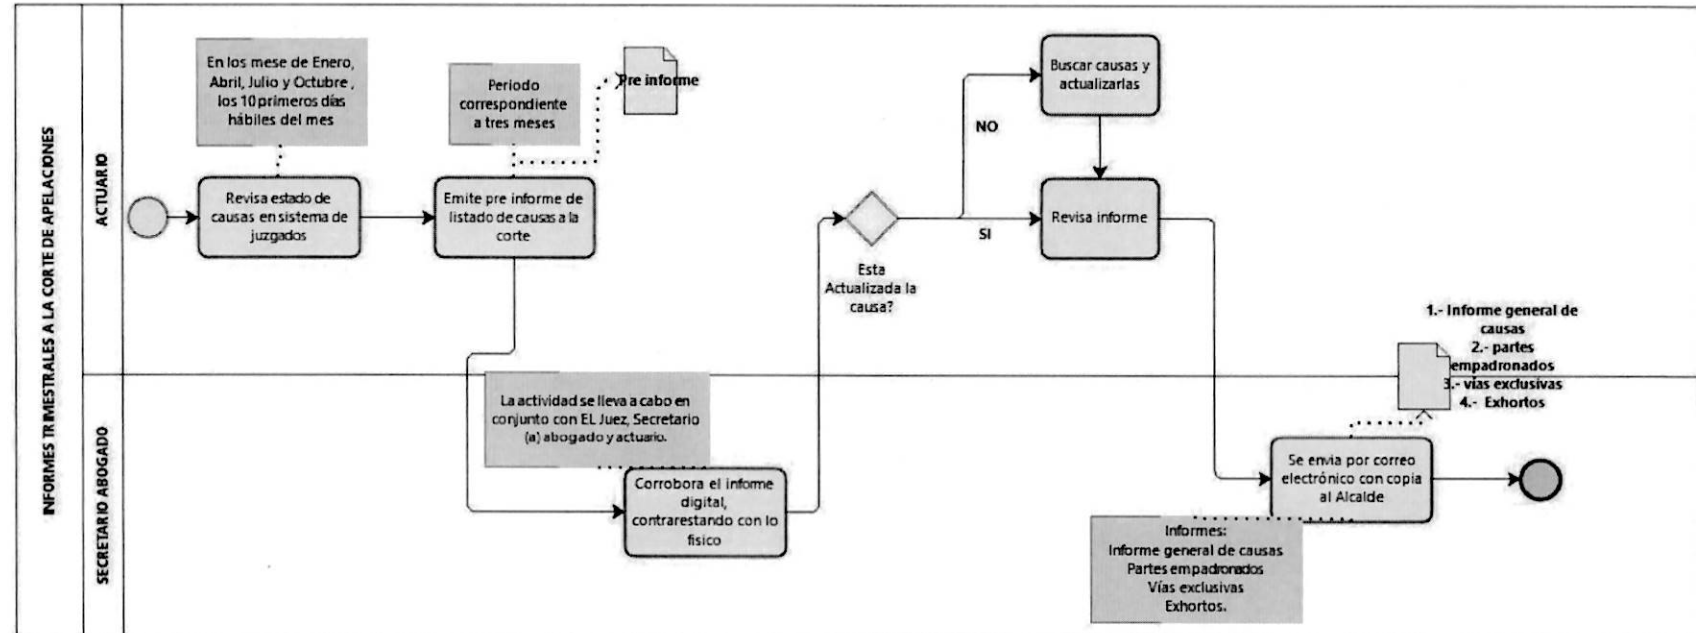 INFORMES TRIMESTRALES A LA CORTE DE APELACIONES
ACTUARIO
En los mese de Enero,
Abril, Julio y Octubre ,
los 10 primeros días
hábiles del mes
Periodo
correspondiente
a tres meses
Pre informe
Revisa estado de
causas en sistema de
juzgados
Emite pre informe de
listado de causas a la
corte
Esta
Actualizada la
causa?
NO
SI
Buscar causas y
actualizarlas
Revisa informe
1.- Informe general de
causas
2.- partes
empadronados
3.- vías exclusivas
4.- Exhortos
SECRETARIO ABOGADO
La actividad se lleva a cabo en
conjunto con EL Juez, Secretario
(a) abogado y actuario.
Corrobora el informe
digital,
contrarestando con lo
fisico
Se envia por correo
electrónico con copia
al Alcalde
Informes:
Informe general de causas
Partes empadronados
Vías exclusivas
Exhortos.